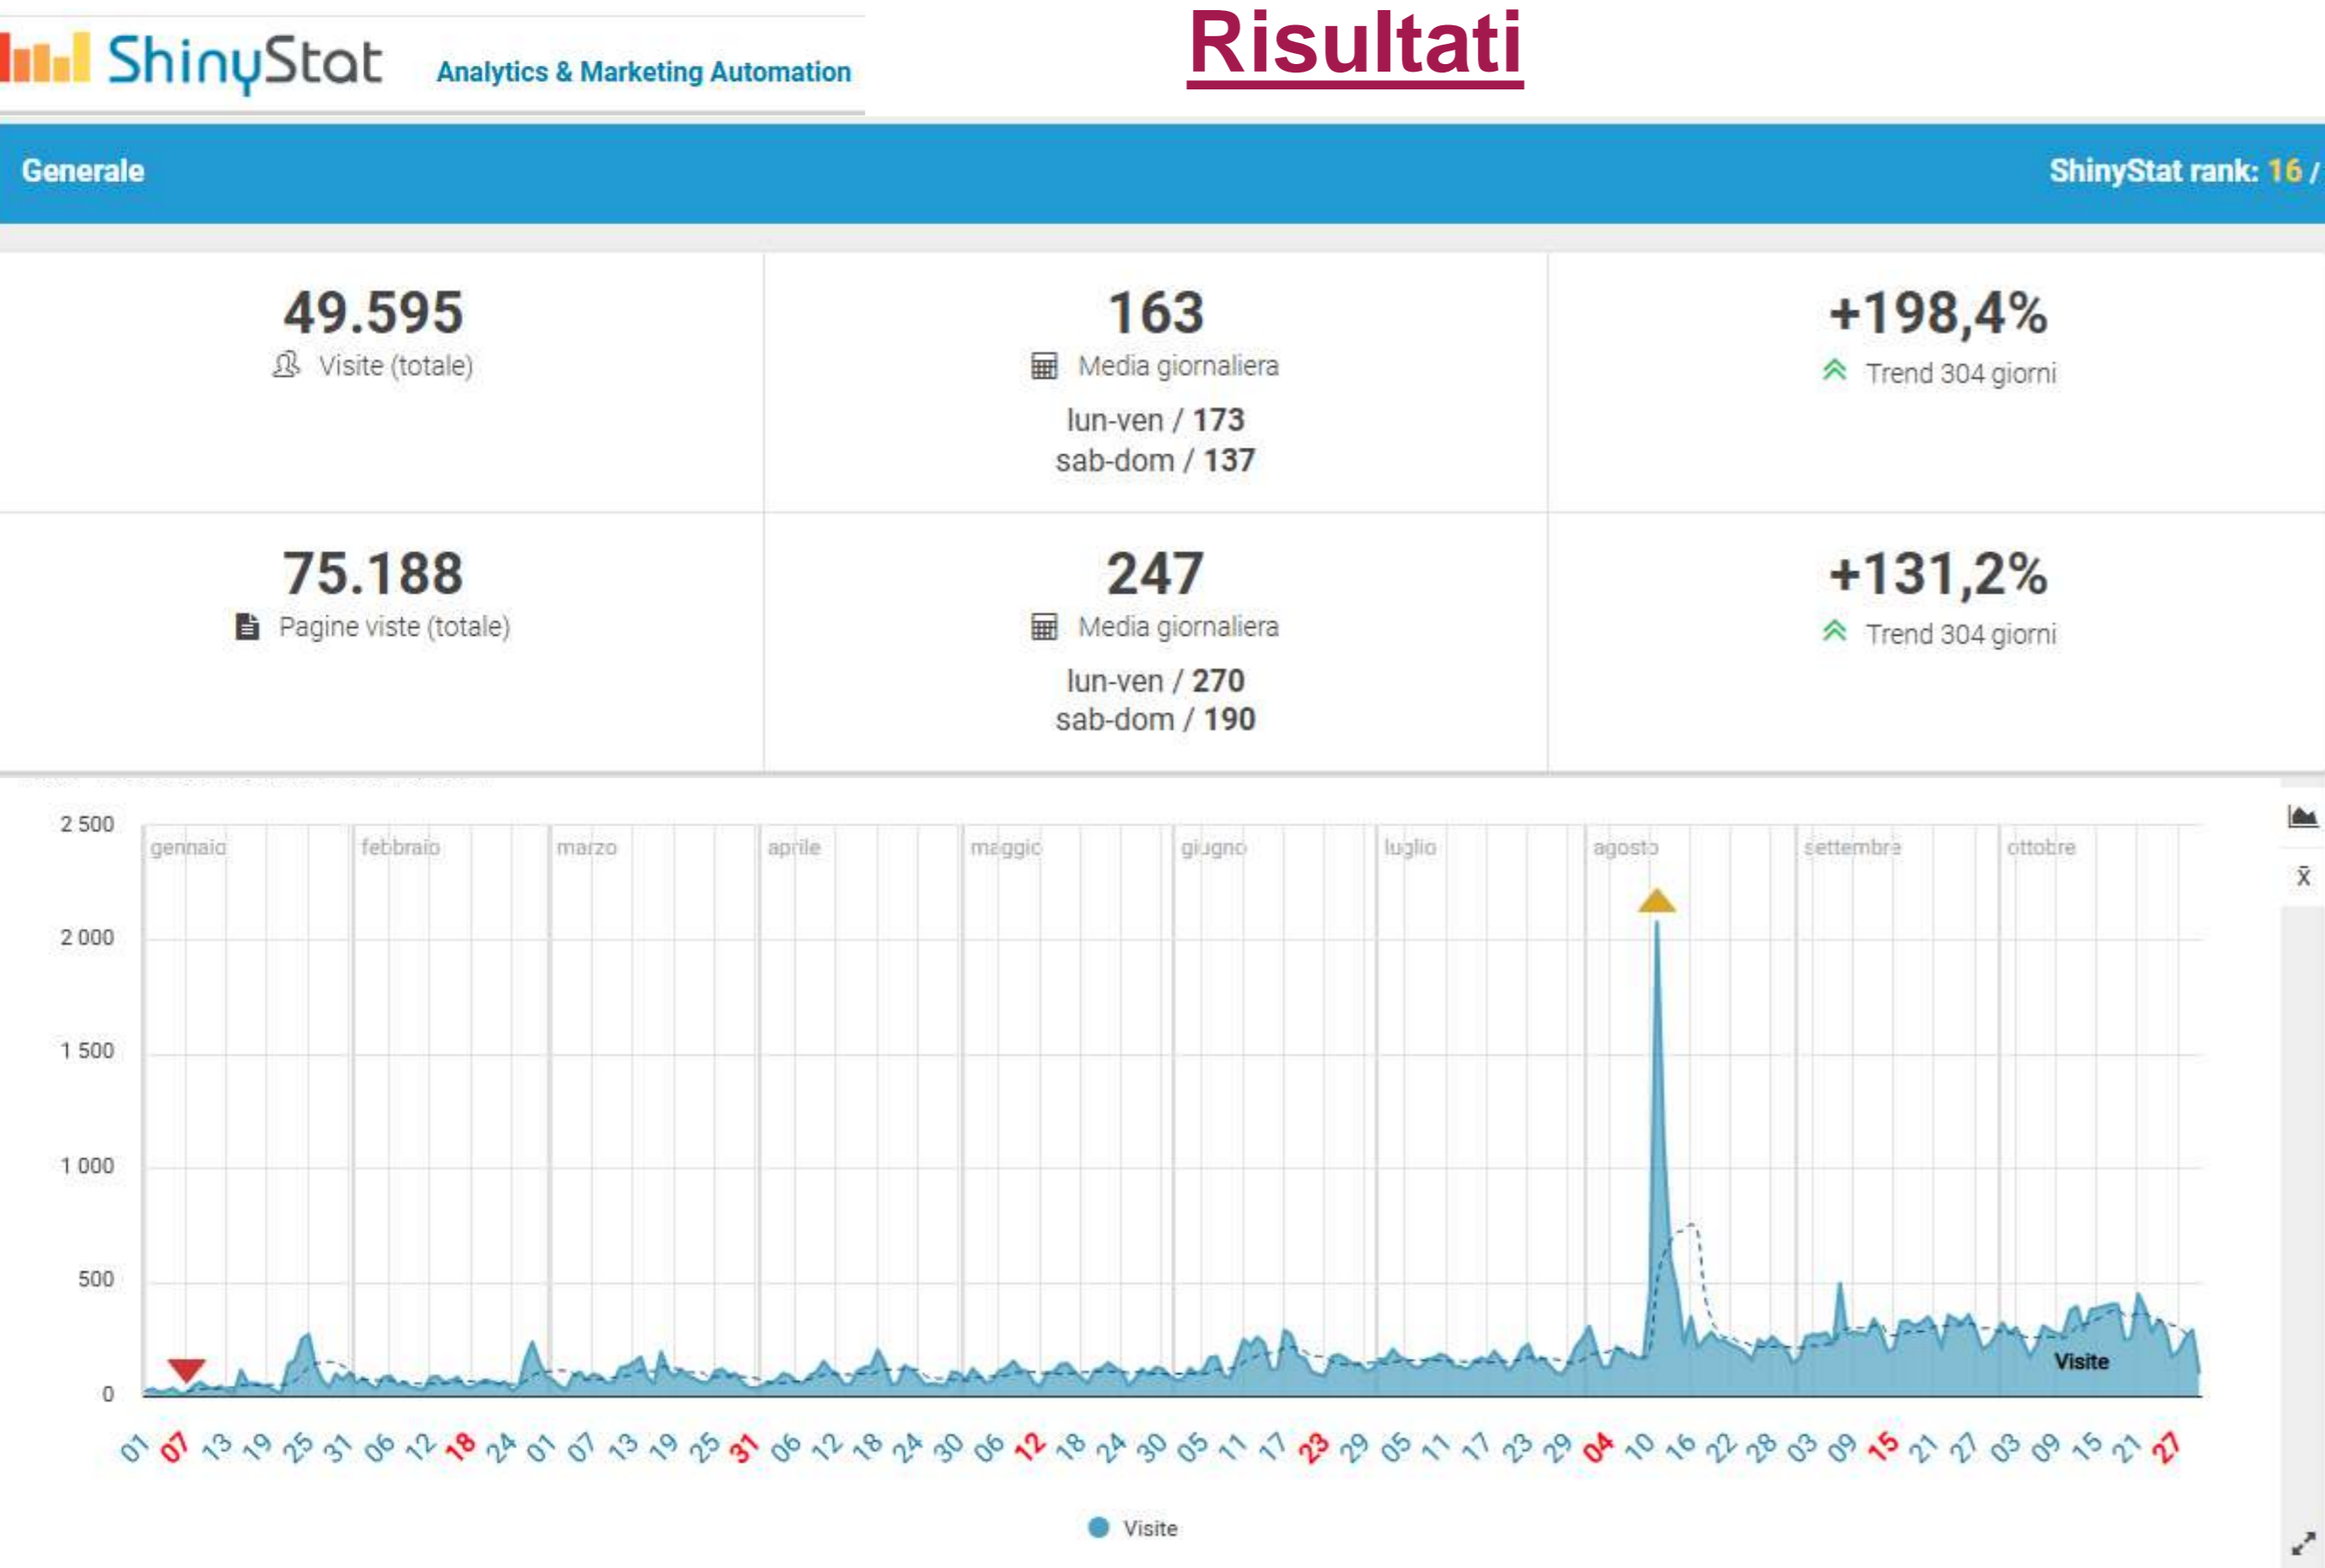 ShinyStat Analytics & Marketing Automation
Risultati
Generale
ShinyStat rank: 16 /
49.595
Visite (totale)
163
Media giornaliera
lun-ven / 173
sab-dom / 137
+198,4%
Trend 304 giorni
75.188
Pagine viste (totale)
247
Media giornaliera
lun-ven / 270
sab-dom / 190
+131,2%
Trend 304 giorni
2 500
2 000
1 500
1 000
500
0
gennaio febbraio marzo aprile maggio giugno luglio agosto settembre ottobre
x̄
Visite
01 07 13 19 25 31 06 12 18 24 01 07 13 19 25 31 06 12 18 24 30 06 12 18 24 30 05 11 17 23 29 05 11 17 23 29 04 10 16 22 28 03 09 15 21 27 03 09 15 21 27
Visite